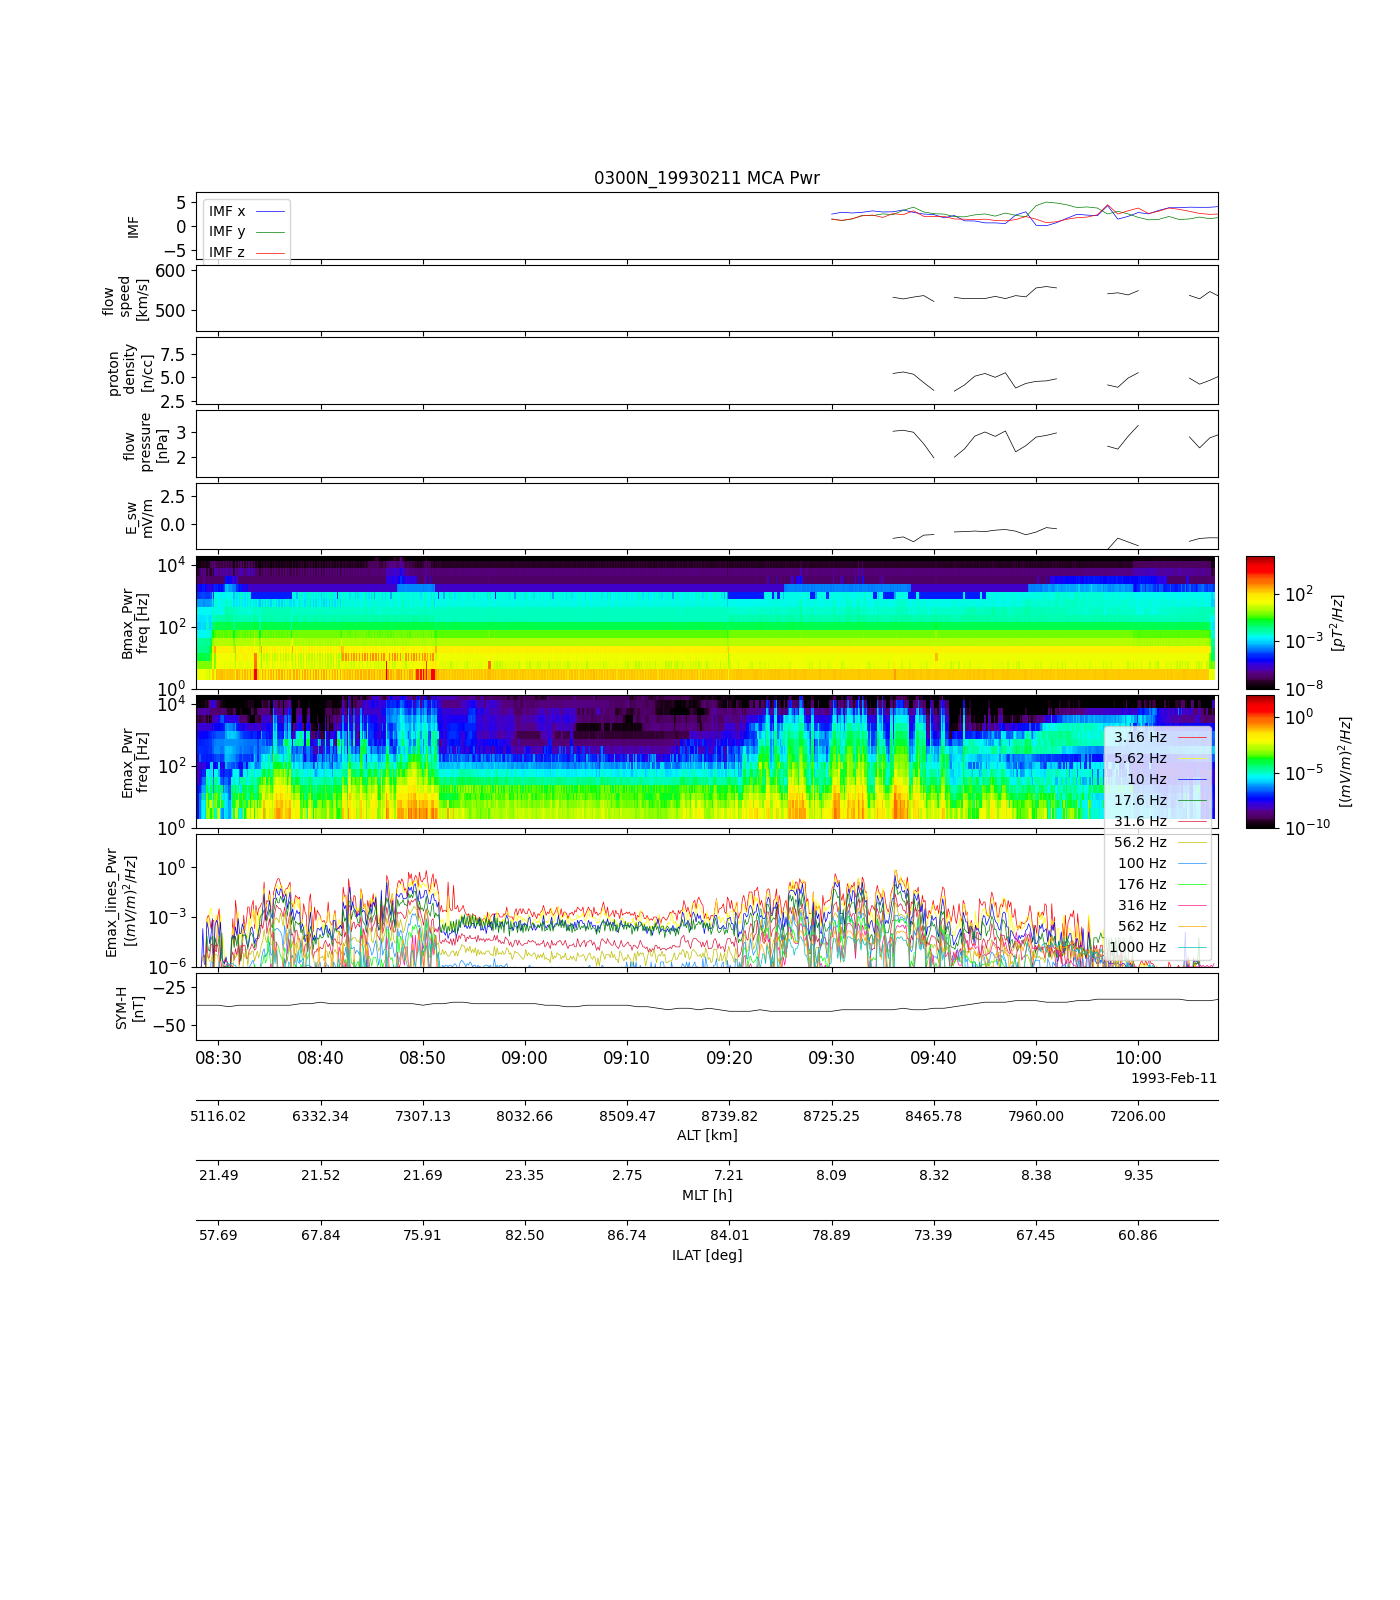 0300N_19930211 MCA Pwr
IMF
5
0
−5
IMF x
IMF y
IMF z
flow
speed
[km/s]
600
500
proton
density
[n/cc]
7.5
5.0
2.5
flow
pressure
[nPa]
3
2
E_sw
mV/m
2.5
0.0
Bmax_Pwr
freq [Hz]
10^4
10^2
10^0
10^2
10^−3
10^−8
[pT^2/Hz]
Emax_Pwr
freq [Hz]
10^4
10^2
10^0
10^0
10^−5
10^−10
[(mV/m)^2/Hz]
3.16 Hz
5.62 Hz
10 Hz
17.6 Hz
31.6 Hz
56.2 Hz
100 Hz
176 Hz
316 Hz
562 Hz
1000 Hz
Emax_lines_Pwr
[(mV/m)^2/Hz]
10^0
10^−3
10^−6
SYM-H
[nT]
−25
−50
08:30 08:40 08:50 09:00 09:10 09:20 09:30 09:40 09:50 10:00
1993-Feb-11
5116.02 6332.34 7307.13 8032.66 8509.47 8739.82 8725.25 8465.78 7960.00 7206.00
ALT [km]
21.49 21.52 21.69 23.35 2.75 7.21 8.09 8.32 8.38 9.35
MLT [h]
57.69 67.84 75.91 82.50 86.74 84.01 78.89 73.39 67.45 60.86
ILAT [deg]